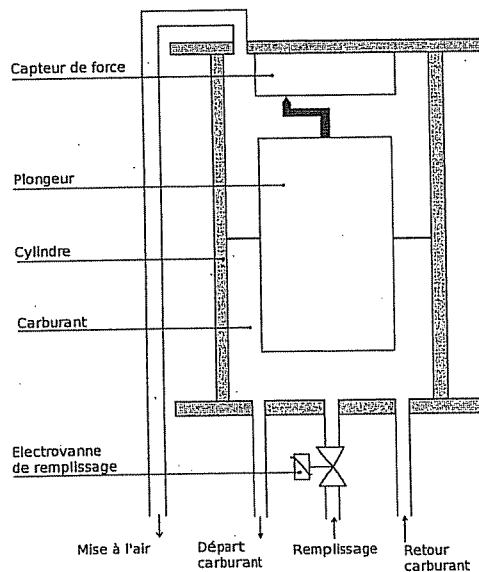 Capteur de force
Plongeur
Cylindre
Carburant
Electrovanne
de remplissage
Mise à l'air
Départ
carburant
Remplissage
Retour
carburant